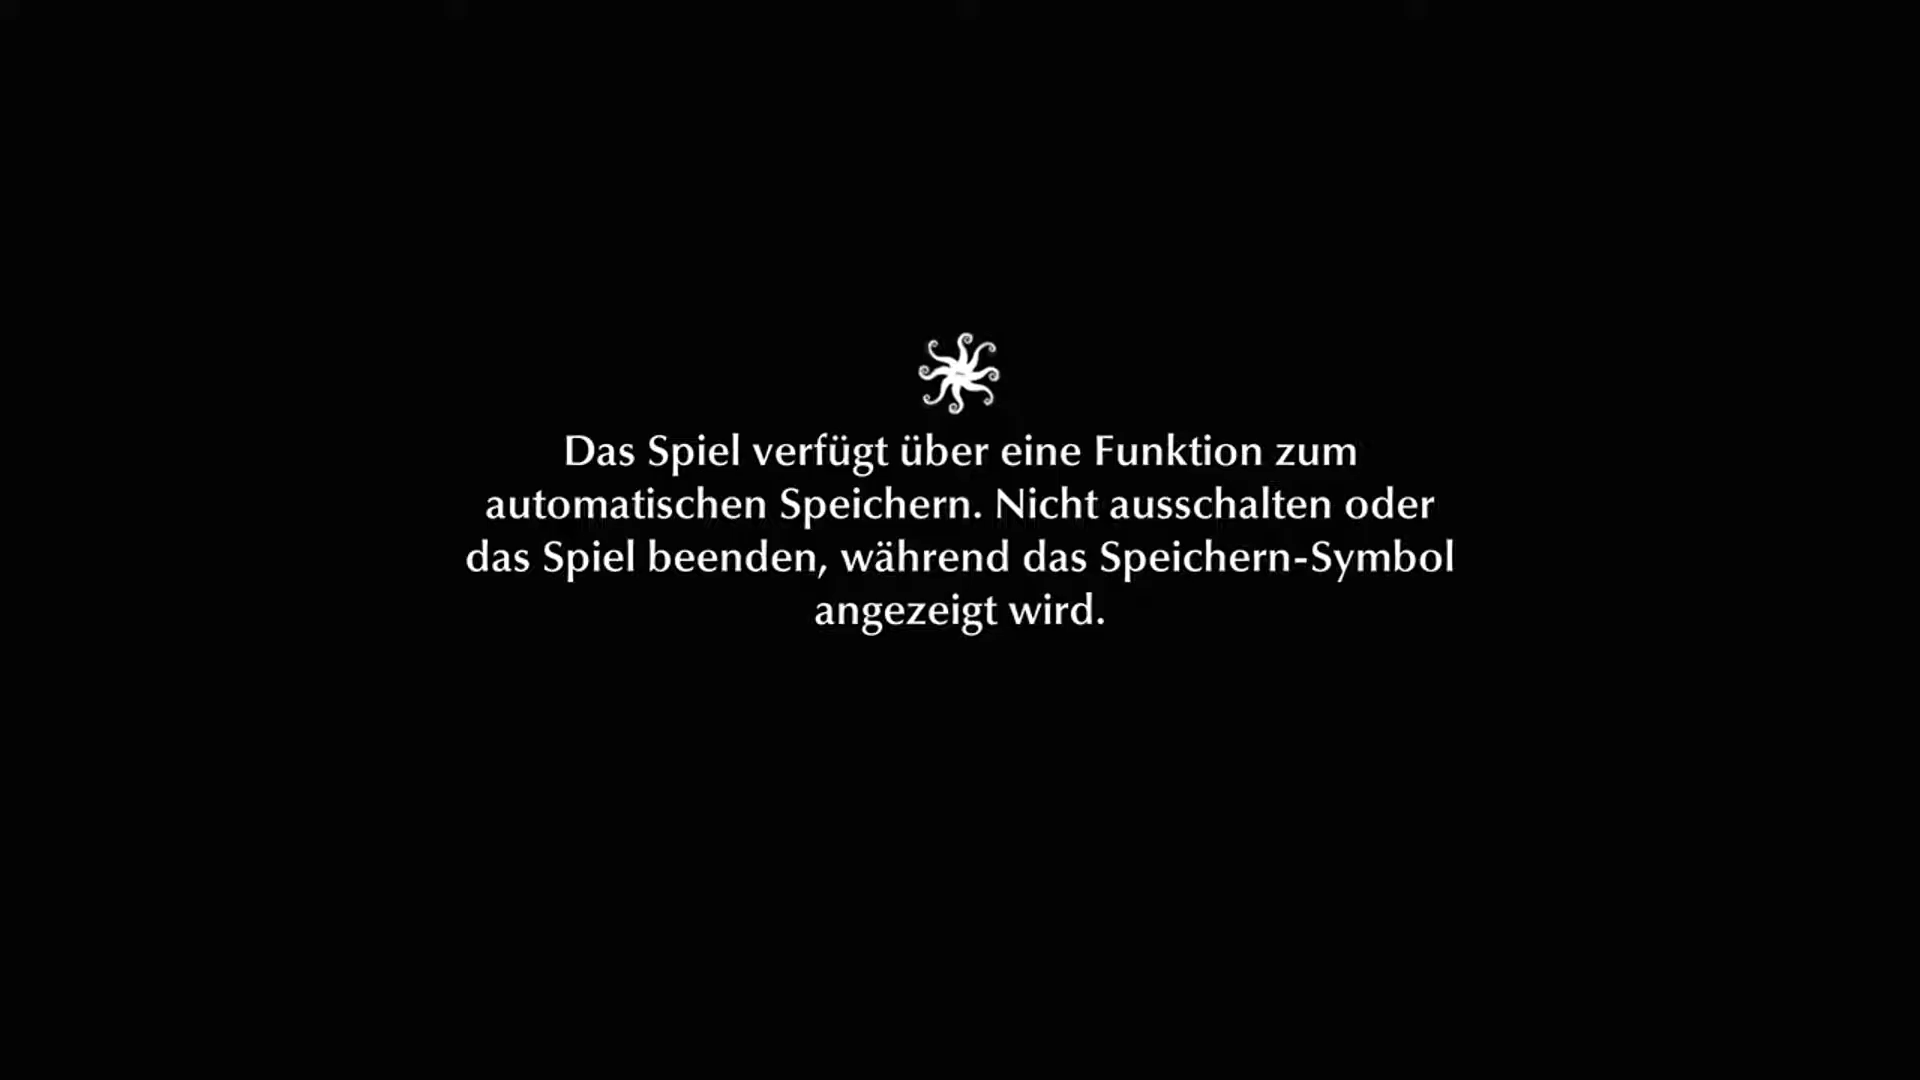 Das Spiel verfügt über eine Funktion zum
automatischen Speichern. Nicht ausschalten oder
das Spiel beenden, während das Speichern-Symbol
angezeigt wird.